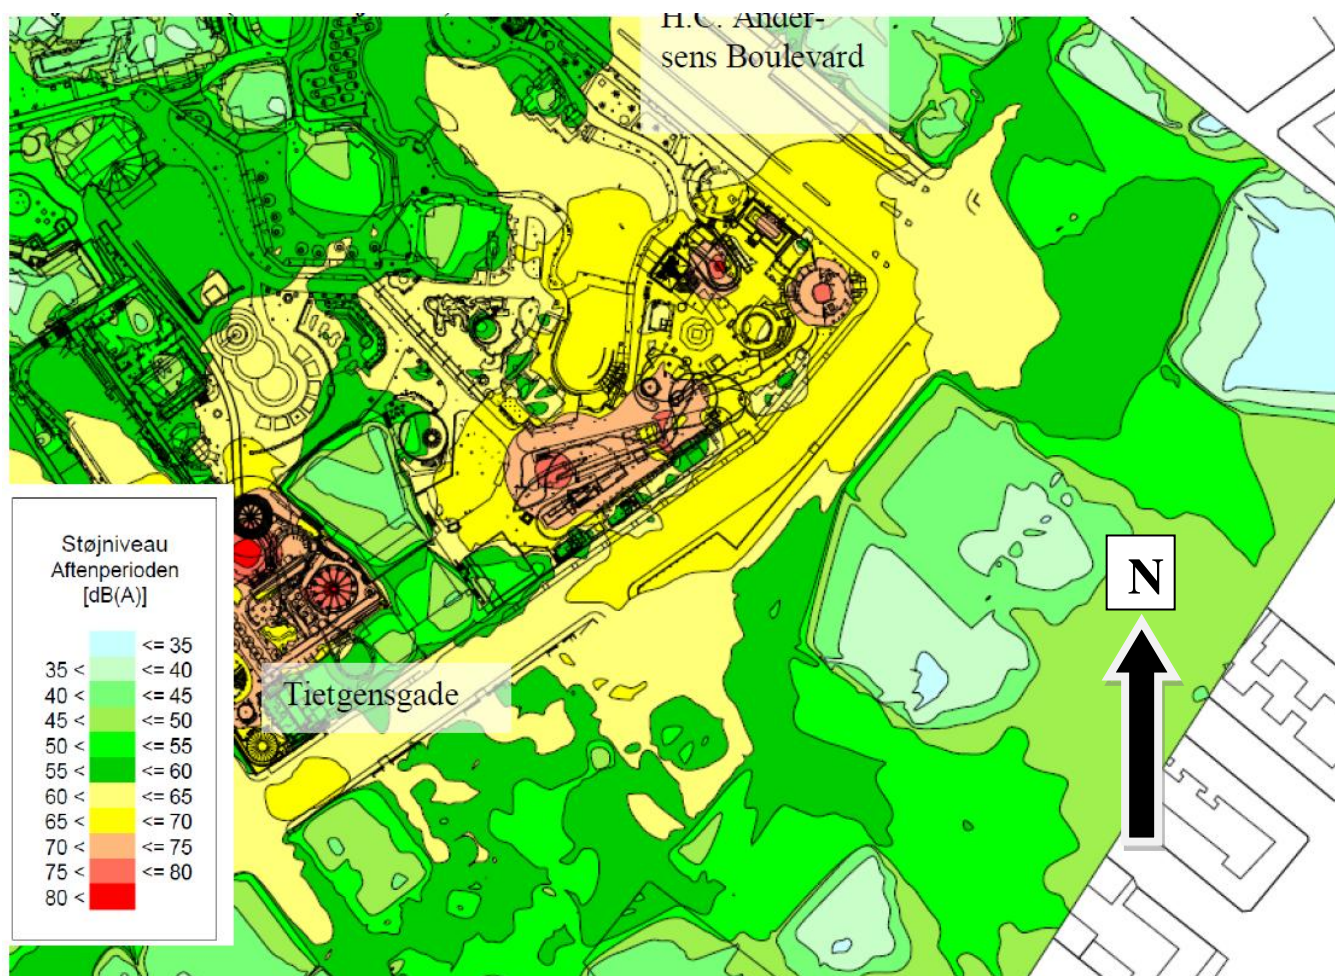 H.C. Ander-
sens Boulevard
N
Tietgensgade
Støjniveau
Aftenperioden
[dB(A)]
<= 35
35 < <= 40
40 < <= 45
45 < <= 50
50 < <= 55
55 < <= 60
60 < <= 65
65 < <= 70
70 < <= 75
75 < <= 80
80 <